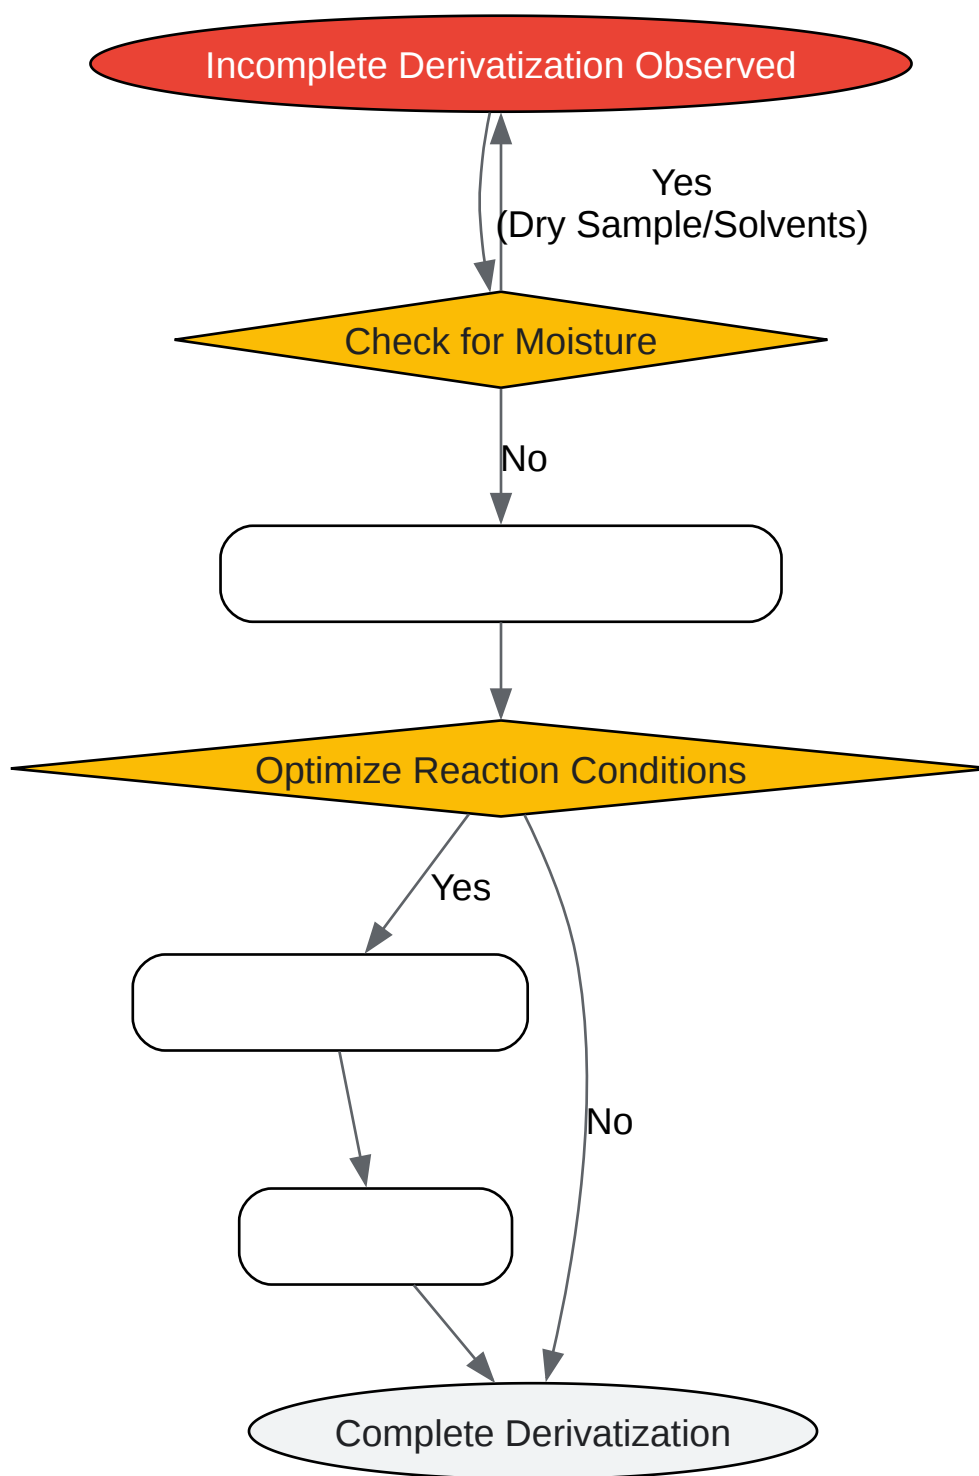 Incomplete Derivatization Observed
Yes
(Dry Sample/Solvents)
Check for Moisture
No
Optimize Reaction Conditions
Yes
No
Complete Derivatization